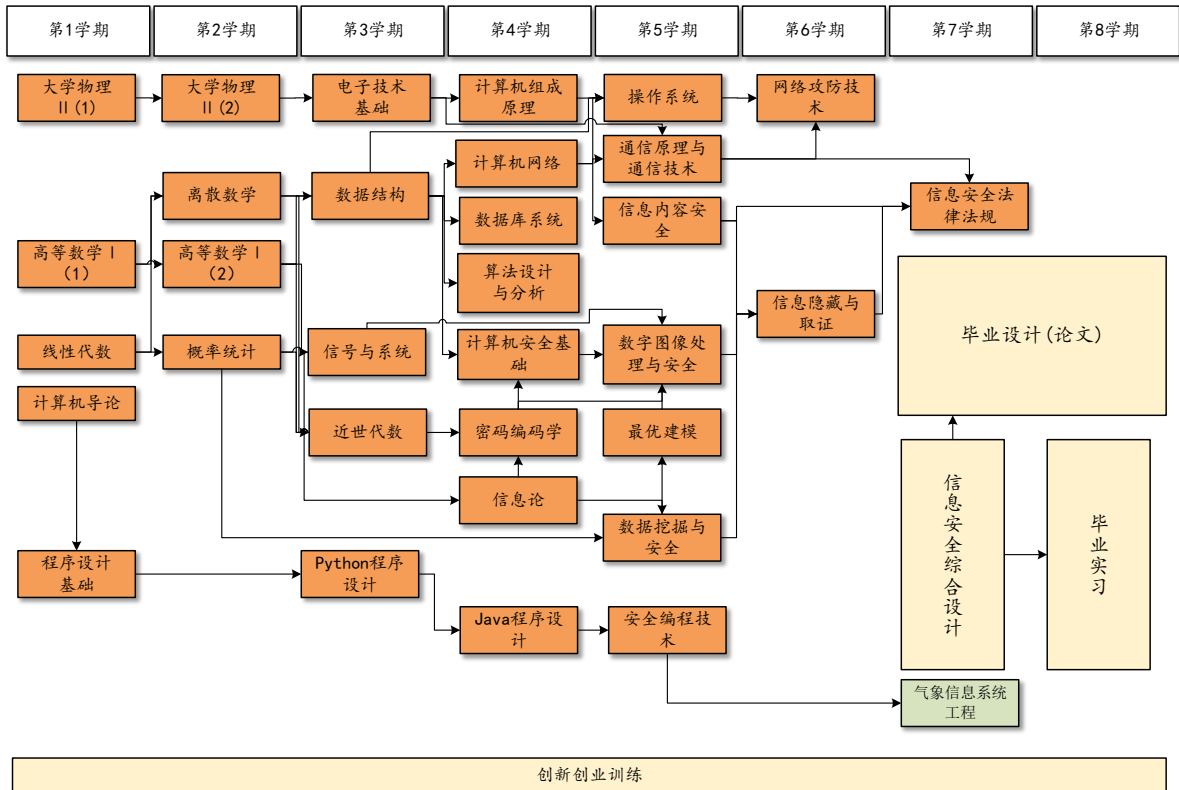 第1学期
第2学期
第3学期
第4学期
第5学期
第6学期
第7学期
第8学期
大学物理
II(1)
大学物理
II(2)
电子技术
基础
计算机组成
原理
操作系统
网络攻防技
术
通信原理与
通信技术
计算机网络
离散数学
数据结构
数据库系统
信息内容安
全
信息安全法
律法规
高等数学Ⅰ
(1)
高等数学Ⅰ
(2)
算法设计
与分析
信息隐藏与
取证
毕业设计(论文)
线性代数
概率统计
信号与系统
计算机安全基
础
数字图像处
理与安全
计算机导论
近世代数
密码编码学
最优建模
信息论
数据挖掘与
安全
信息安全综合设计
毕业实习
程序设计
基础
Python程序
设计
Java程序设
计
安全编程技
术
气象信息系统
工程
创新创业训练